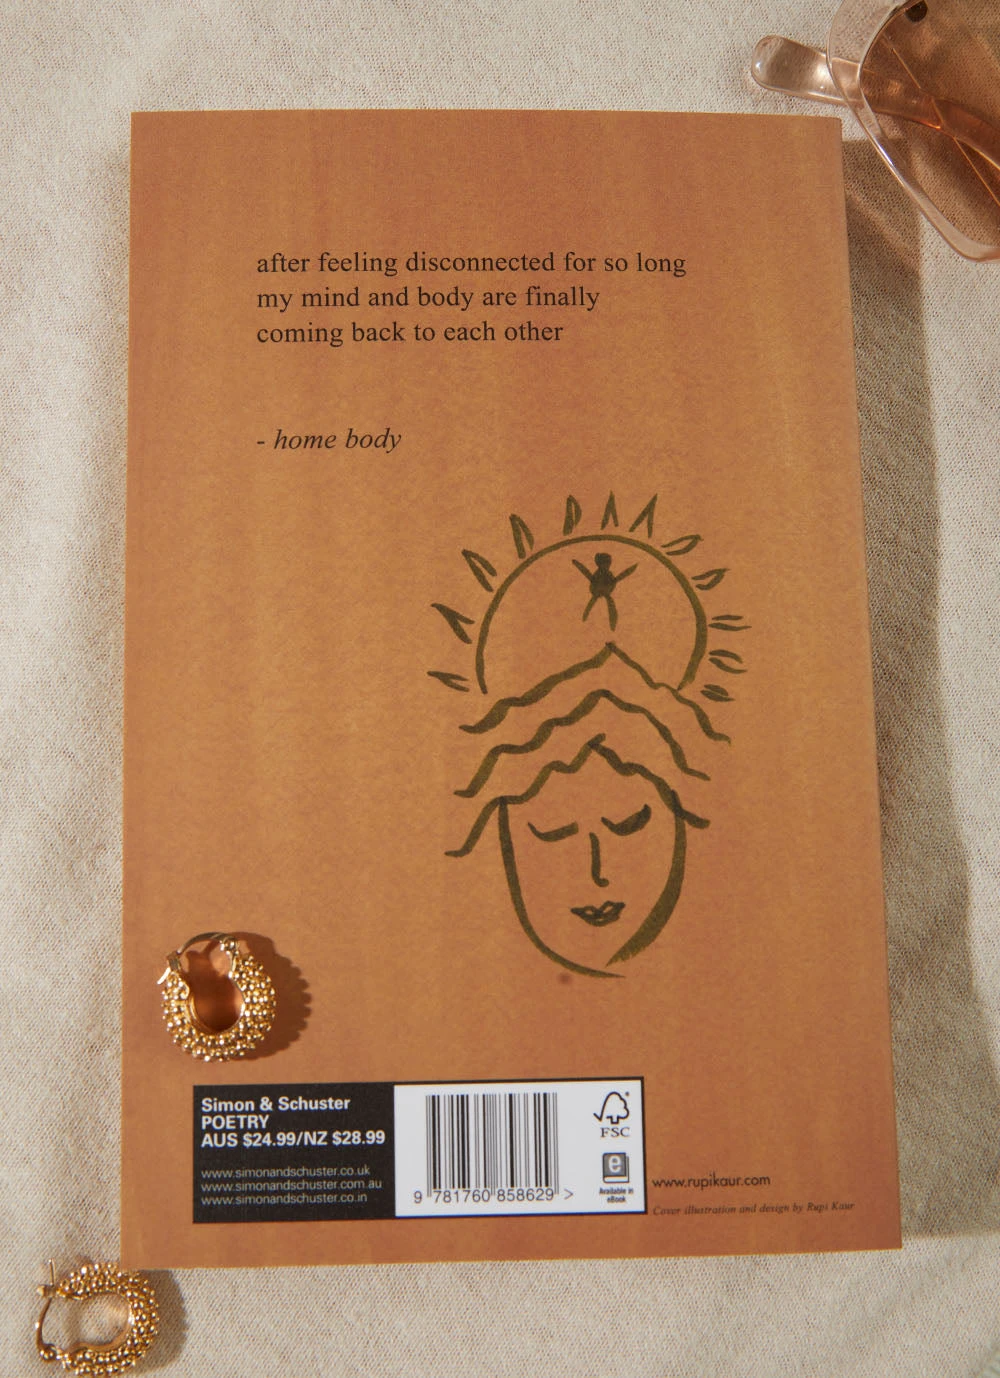 after feeling disconnected for so long
my mind and body are finally
coming back to each other
- home body
Simon & Schuster
POETRY
AUS $24.99/NZ $28.99
www.simonandschuster.co.uk
www.simonandschuster.com.au
www.simonandschuster.co.in
9 781760 858629 >
FSC
e
Available in
eBook
www.rupikaur.com
Cover illustration and design by Rupi Kaur